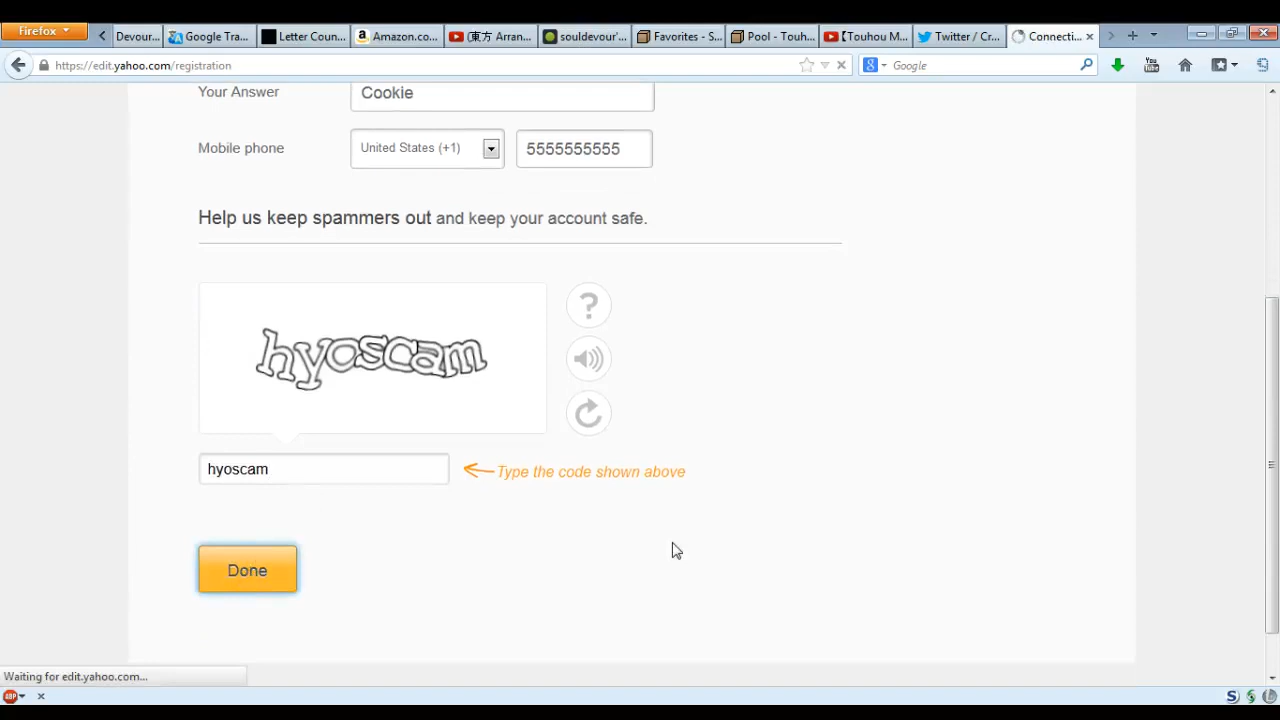 Firefox
Devour...
Google Tra...
Letter Coun...
Amazon.co...
(東方 Arran...
souldevour'...
Favorites - S...
Pool - Touh...
【Touhou M...
Twitter / Cr...
Connecti...
https://edit.yahoo.com/registration
Google
Your Answer
Cookie
Mobile phone
United States (+1)
5555555555
Help us keep spammers out and keep your account safe.
hyoscam
?
hyoscam
Type the code shown above
Done
Waiting for edit.yahoo.com...
ABP